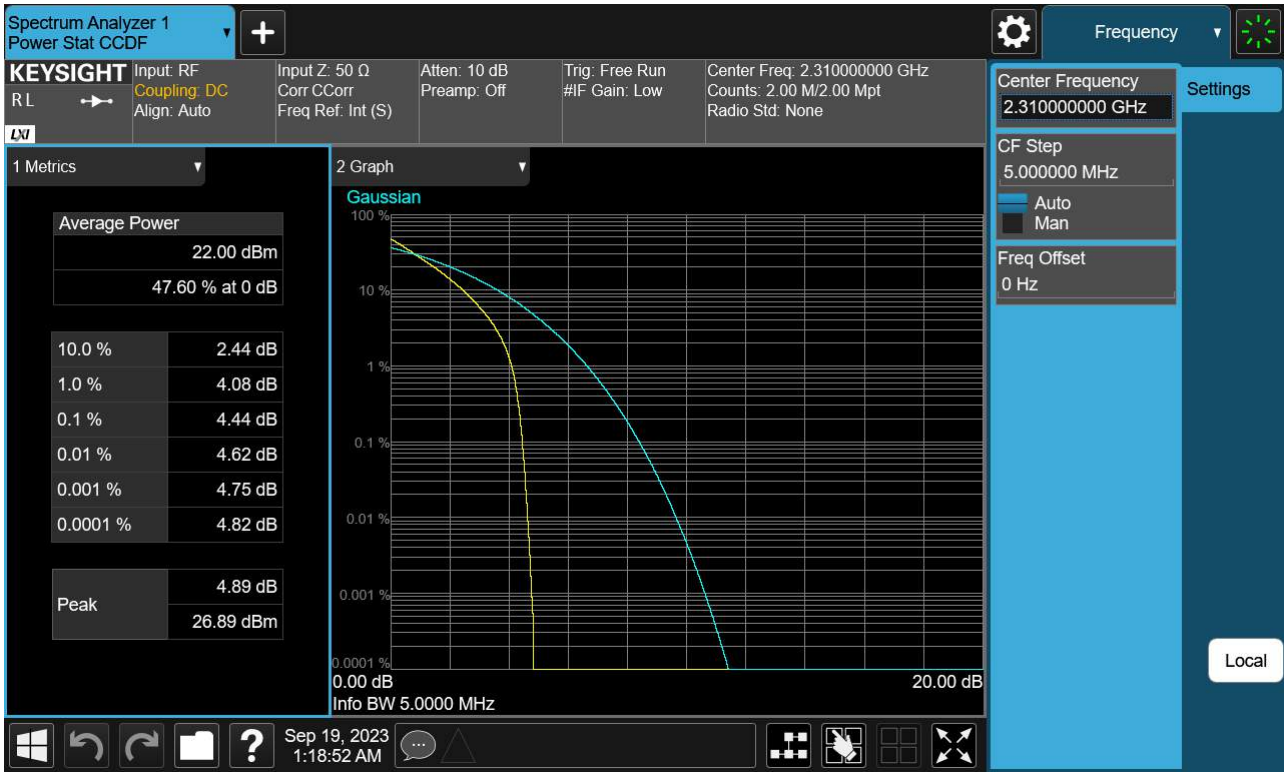 Spectrum Analyzer 1
Power Stat CCDF
+
Frequency
KEYSIGHT
RL
LXI
Input: RF
Coupling: DC
Align: Auto
Input Z: 50 Ω
Corr CCorr
Freq Ref: Int (S)
Atten: 10 dB
Preamp: Off
Trig: Free Run
#IF Gain: Low
Center Freq: 2.310000000 GHz
Counts: 2.00 M/2.00 Mpt
Radio Std: None
Center Frequency
2.310000000 GHz
Settings
CF Step
5.000000 MHz
Auto
Man
Freq Offset
0 Hz
1 Metrics
Average Power
22.00 dBm
47.60 % at 0 dB
10.0 % 2.44 dB
1.0 % 4.08 dB
0.1 % 4.44 dB
0.01 % 4.62 dB
0.001 % 4.75 dB
0.0001 % 4.82 dB
Peak
4.89 dB
26.89 dBm
2 Graph
Gaussian
100 %
10 %
1 %
0.1 %
0.01 %
0.001 %
0.0001 %
0.00 dB 20.00 dB
Info BW 5.0000 MHz
Local
?
Sep 19, 2023
1:18:52 AM